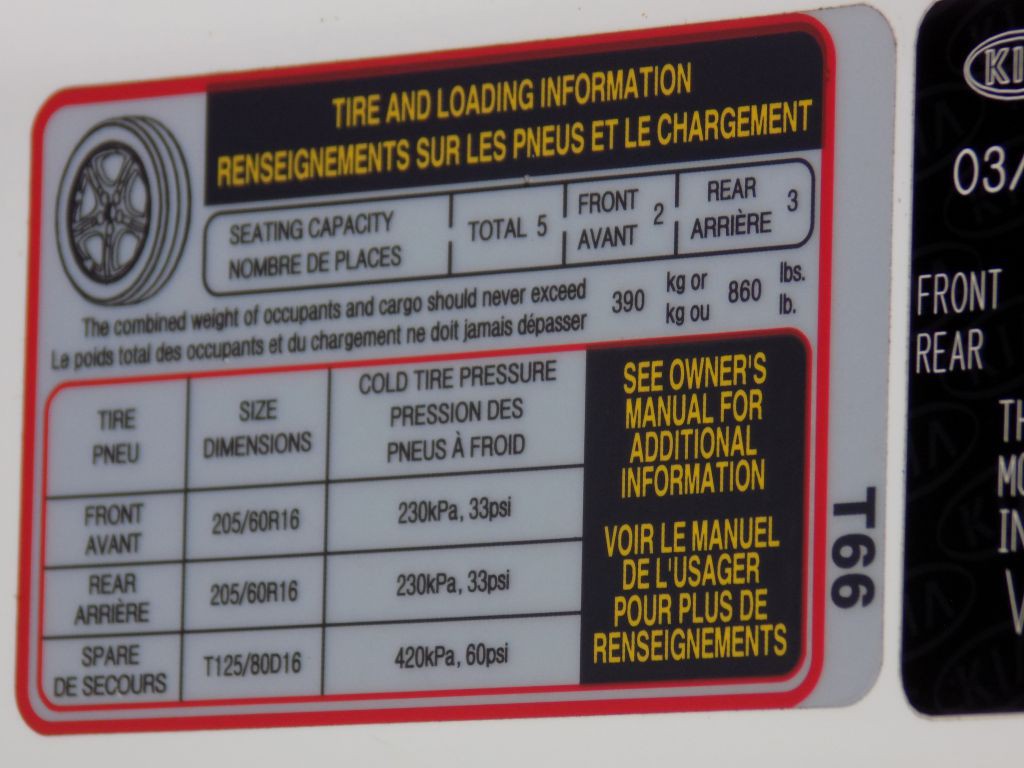 TIRE AND LOADING INFORMATION
RENSEIGNEMENTS SUR LES PNEUS ET LE CHARGEMENT
SEATING CAPACITY
NOMBRE DE PLACES
TOTAL 5
FRONT
AVANT
2
REAR
ARRIÈRE
3
The combined weight of occupants and cargo should never exceed
Le poids total des occupants et du chargement ne doit jamais dépasser
390
kg or
kg ou
860
lbs.
lb.
TIRE
PNEU
SIZE
DIMENSIONS
COLD TIRE PRESSURE
PRESSION DES
PNEUS À FROID
FRONT
AVANT
205/60R16
230kPa, 33psi
REAR
ARRIÈRE
205/60R16
230kPa, 33psi
SPARE
DE SECOURS
T125/80D16
420kPa, 60psi
SEE OWNER'S
MANUAL FOR
ADDITIONAL
INFORMATION
VOIR LE MANUEL
DE L'USAGER
POUR PLUS DE
RENSEIGNEMENTS
T66
03/
FRONT
REAR